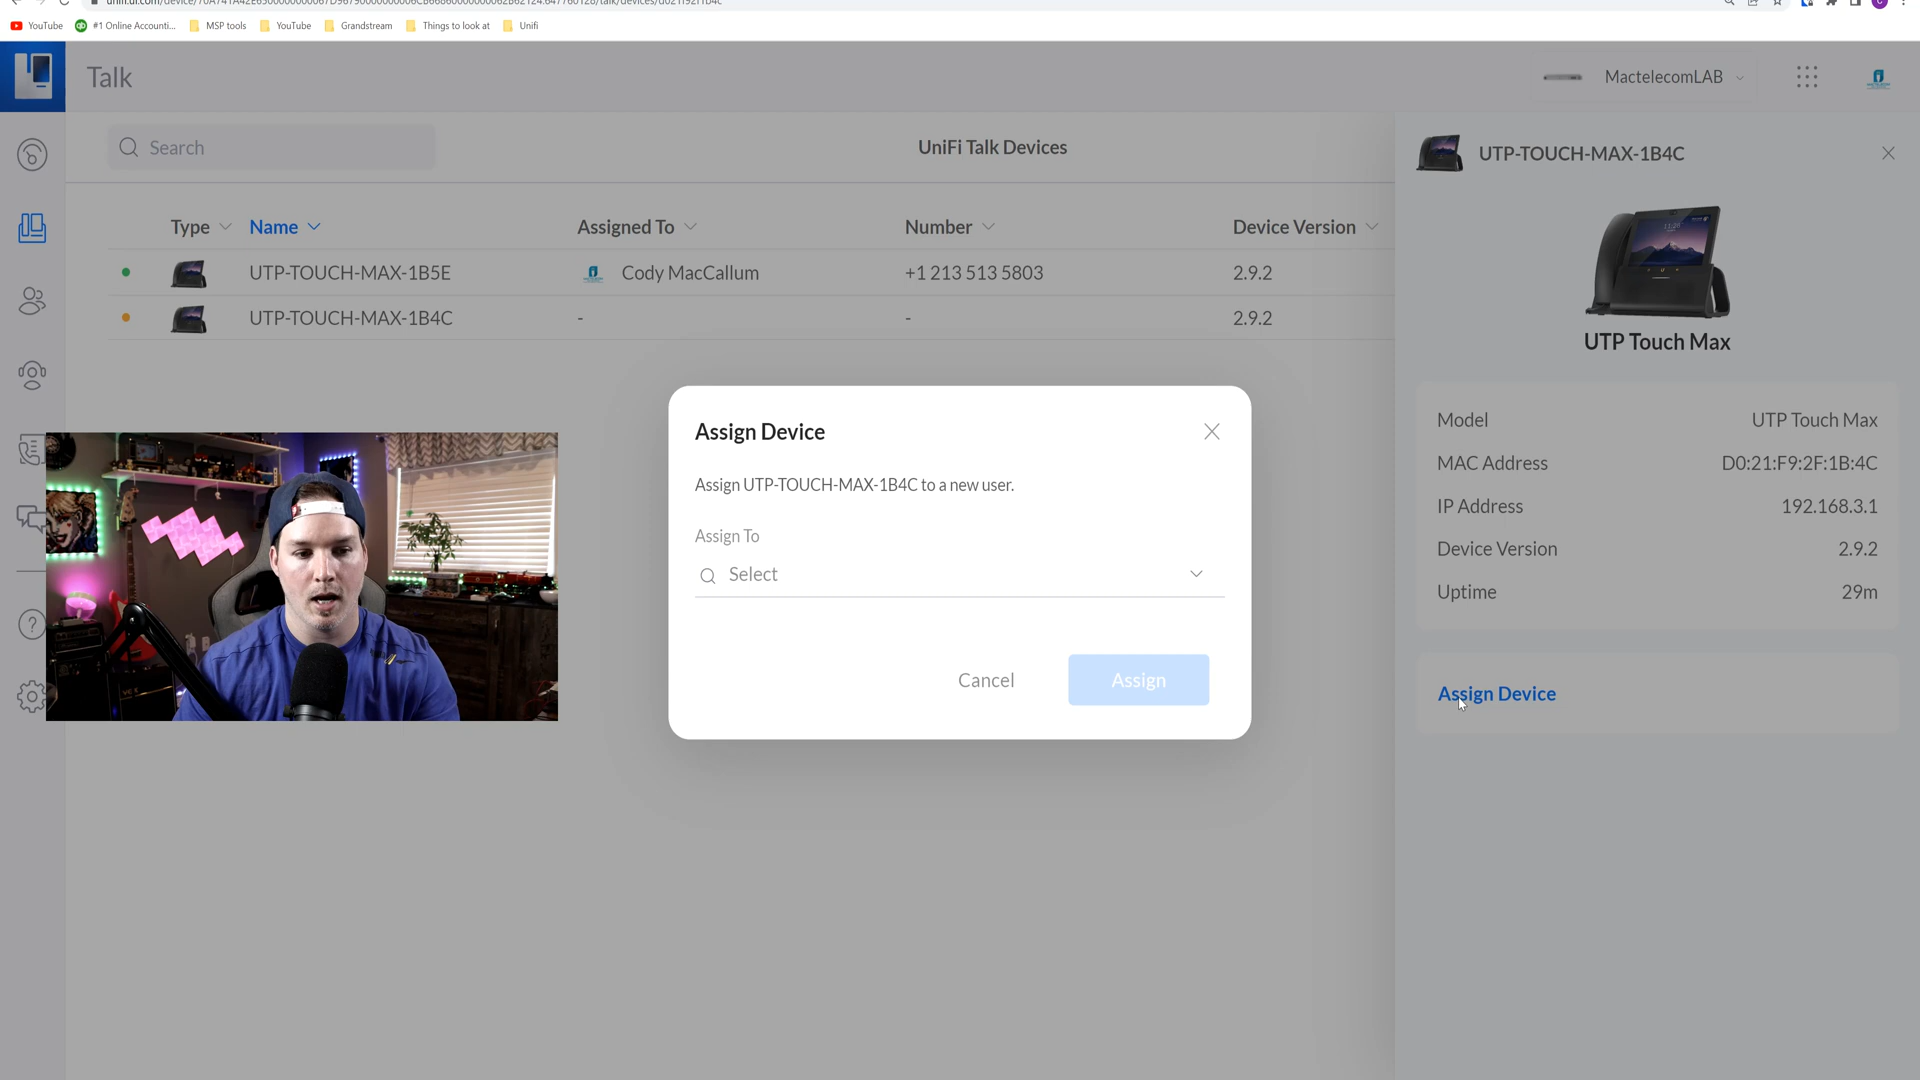 YouTube #1 Online Accounti... MSP tools YouTube Grandstream Things to look at Unifi
Talk
MactelecomLAB
Search
UniFi Talk Devices
UTP-TOUCH-MAX-1B4C
Type Name Assigned To Number Device Version
UTP-TOUCH-MAX-1B5E Cody MacCallum +1 213 513 5803 2.9.2
UTP-TOUCH-MAX-1B4C - - 2.9.2
UTP Touch Max
Model UTP Touch Max
MAC Address D0:21:F9:2F:1B:4C
IP Address 192.168.3.1
Device Version 2.9.2
Uptime 29m
Assign Device
Assign Device
Assign UTP-TOUCH-MAX-1B4C to a new user.
Assign To
Select
Cancel Assign